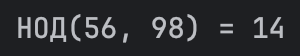 НОД(56, 98) = 14